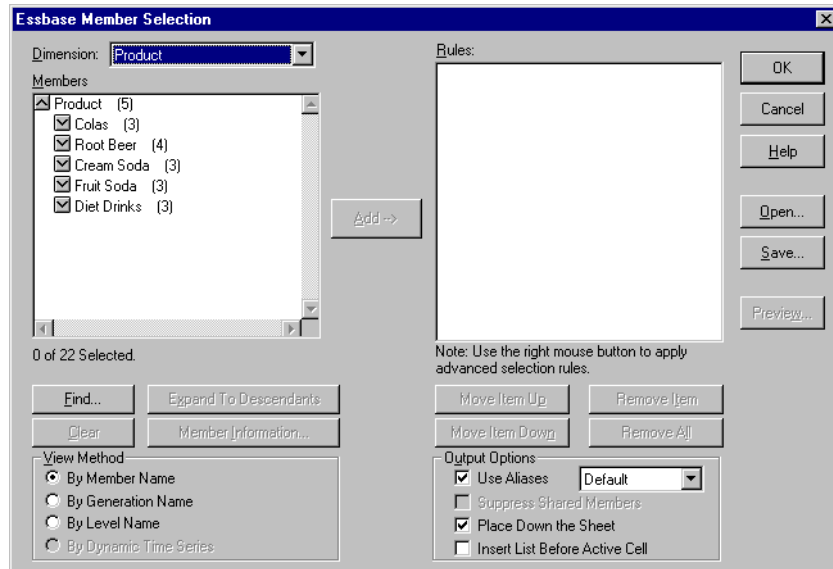 Essbase Member Selection
Dimension: Product
Members
Product (5)
Colas (3)
Root Beer (4)
Cream Soda (3)
Fruit Soda (3)
Diet Drinks (3)
0 of 22 Selected.
Find...
Expand To Descendants
Clear
Member Information...
View Method
By Member Name
By Generation Name
By Level Name
By Dynamic Time Series
Add -->
Rules:
Note: Use the right mouse button to apply
advanced selection rules.
Move Item Up
Remove Item
Move Item Down
Remove All
Output Options
Use Aliases
Default
Suppress Shared Members
Place Down the Sheet
Insert List Before Active Cell
OK
Cancel
Help
Open...
Save...
Preview...